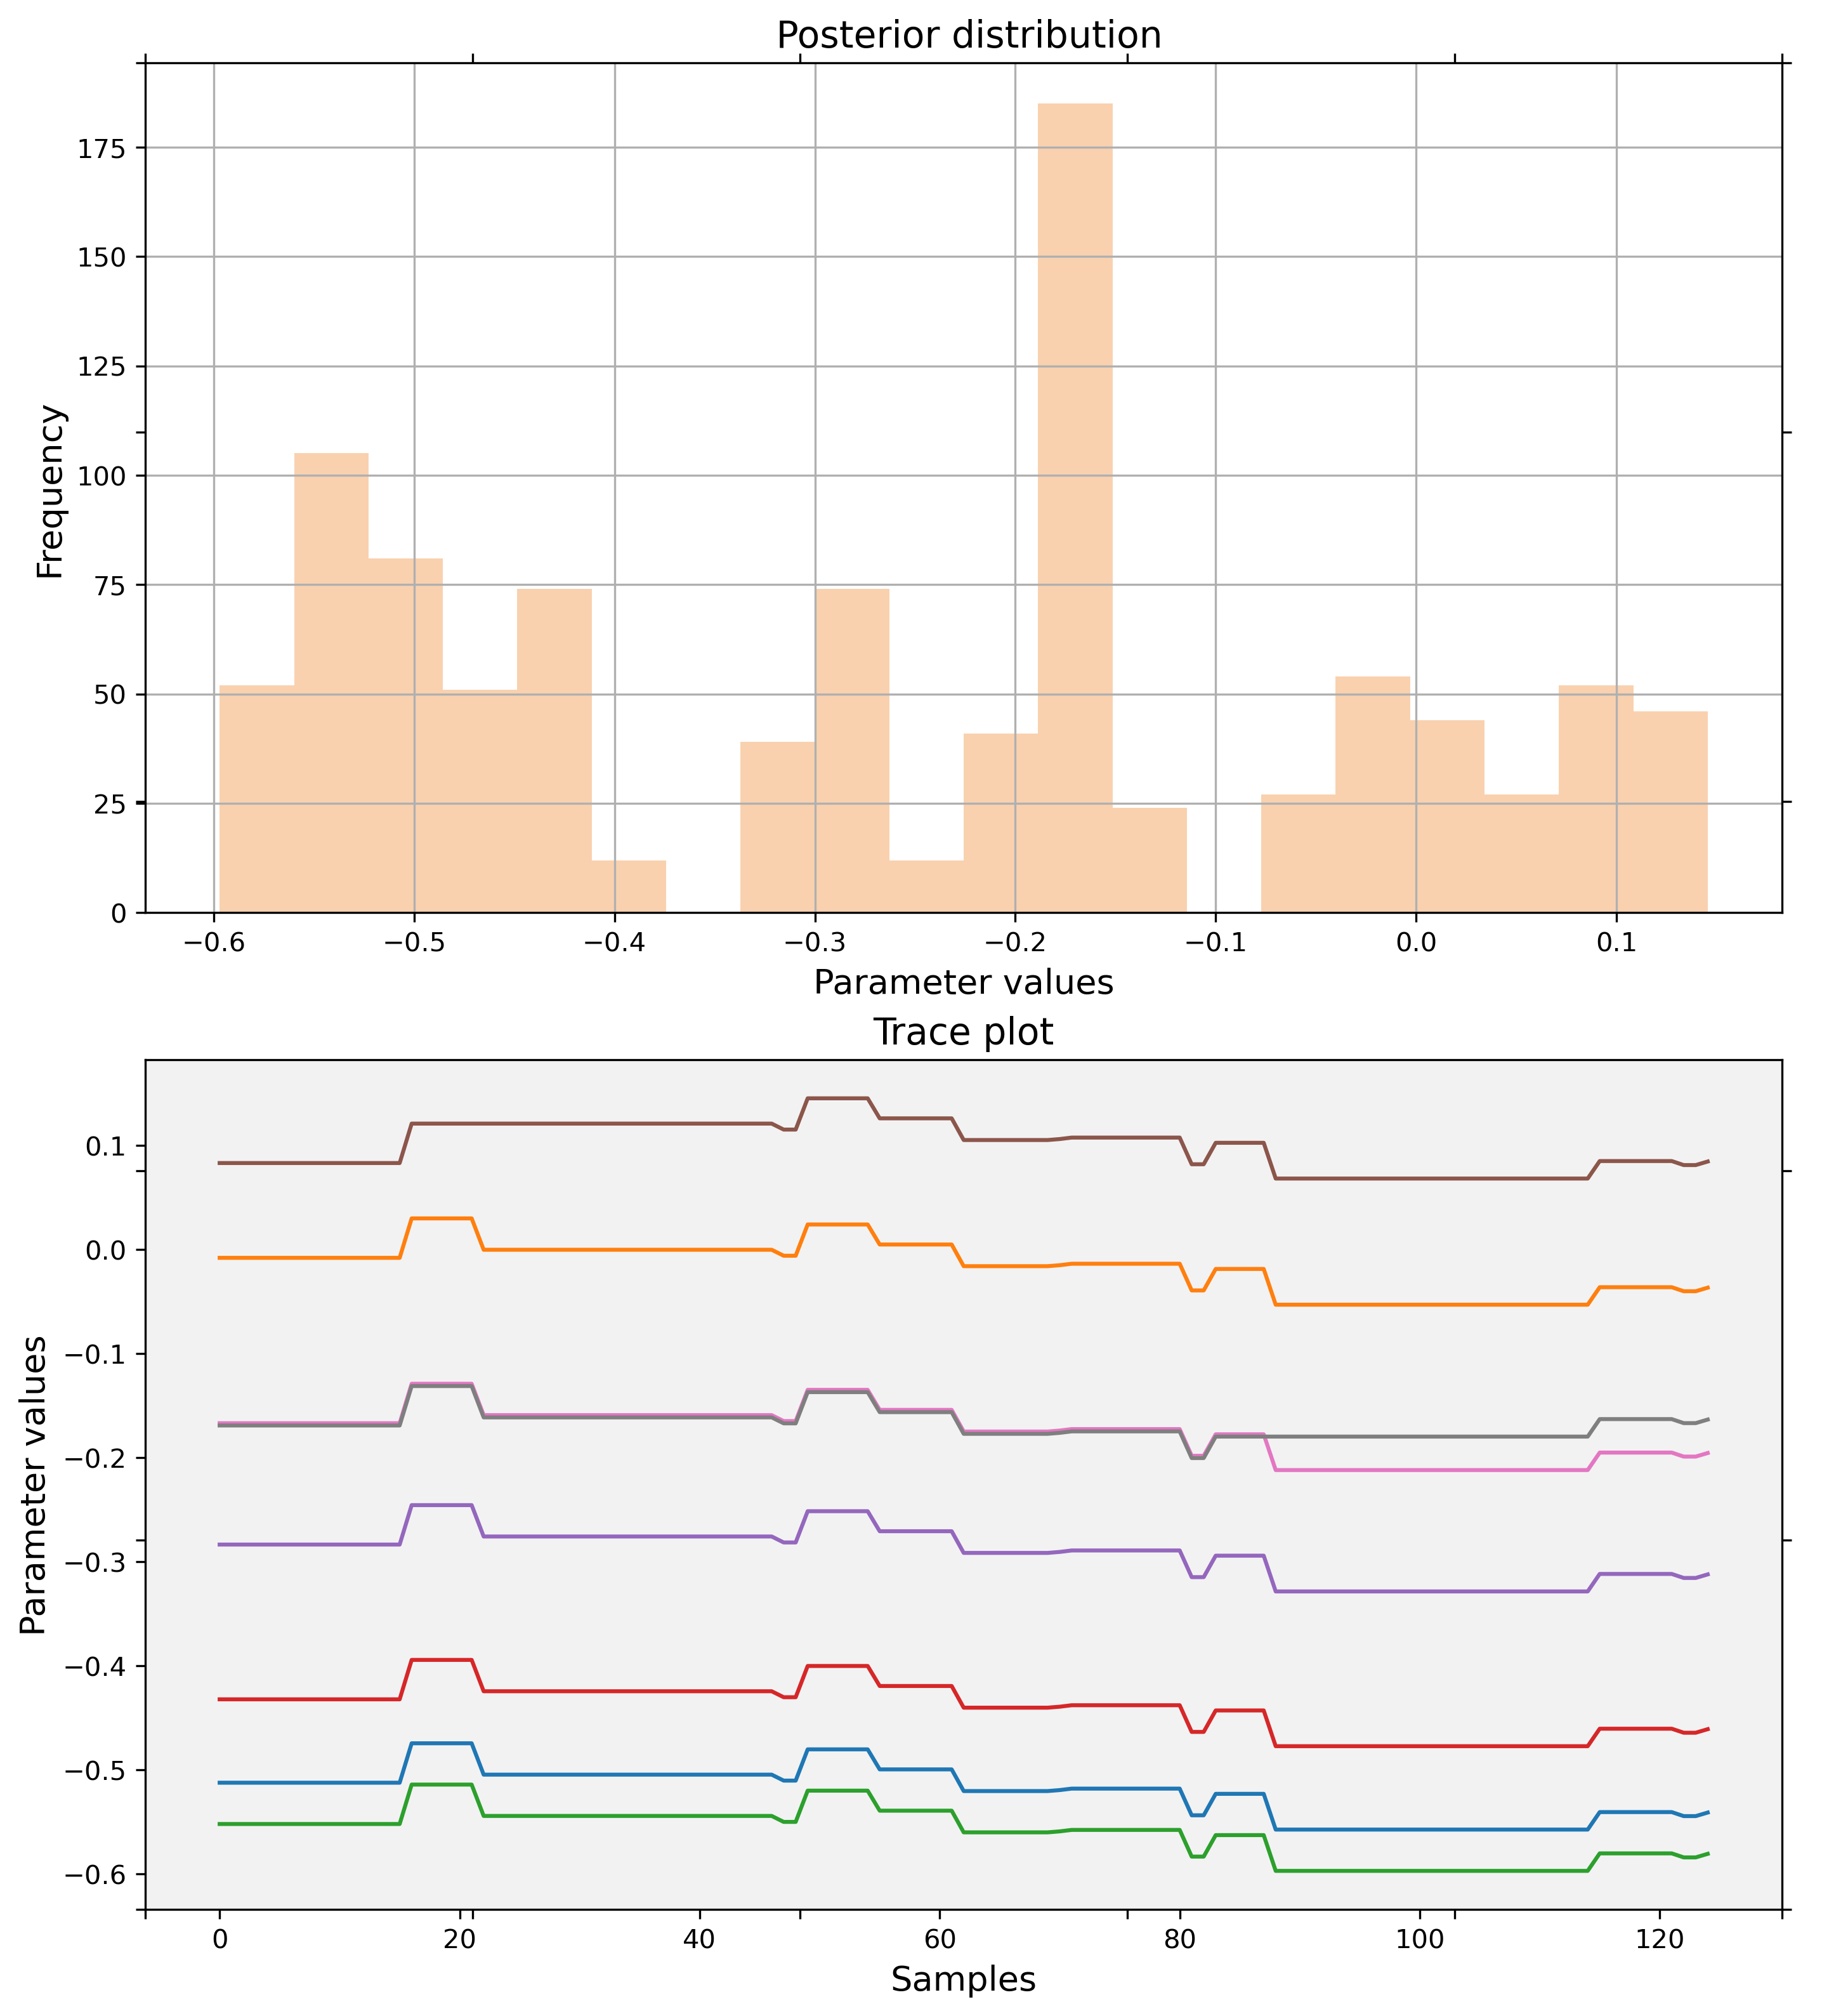 Posterior distribution
Frequency
175
150
125
100
75
50
25
0
−0.6 −0.5 −0.4 −0.3 −0.2 −0.1 0.0 0.1
Parameter values
Trace plot
Parameter values
0.1
0.0
−0.1
−0.2
−0.3
−0.4
−0.5
−0.6
0 20 40 60 80 100 120
Samples